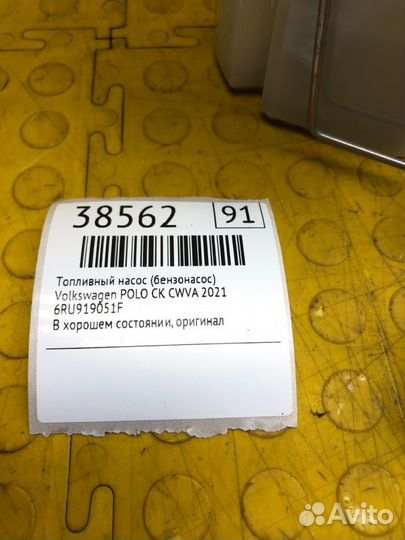 38562 91
Топливный насос (бензонасос)
Volkswagen POLO CK CWVA 2021
6RU919051F
В хорошем состоянии, оригинал
Avito